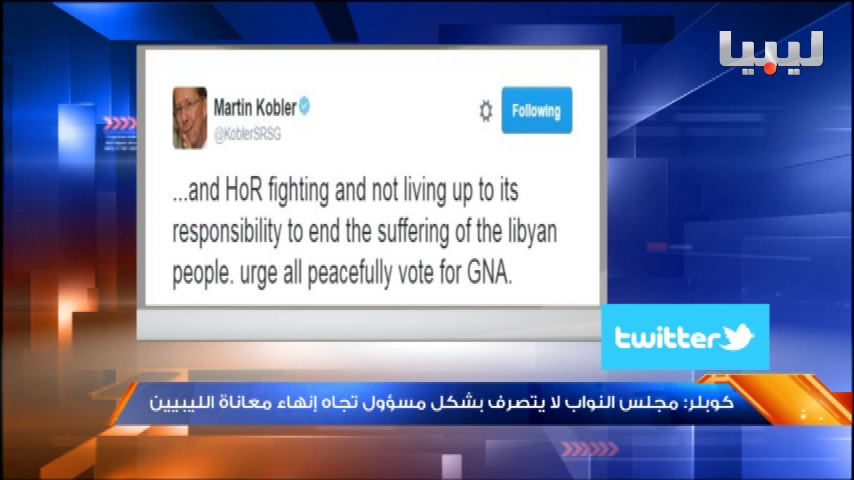 ليبيا
Martin Kobler
@KoblerSRSG
Following
...and HoR fighting and not living up to its
responsibility to end the suffering of the libyan
people. urge all peacefully vote for GNA.
twitter
كوبلر: مجلس النواب لا يتصرف بشكل مسؤول تجاه إنهاء معاناة الليبيين